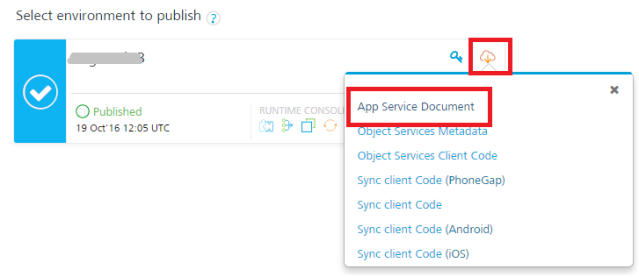 Select environment to publish ?
3
App Service Document
Published
RUNTIME CONSOL
19 Oct'16 12:05 UTC
Object Services Metadata
Object Services Client Code
Sync client Code (PhoneGap)
Sync client Code
Sync client Code (Android)
Sync client Code (iOS)